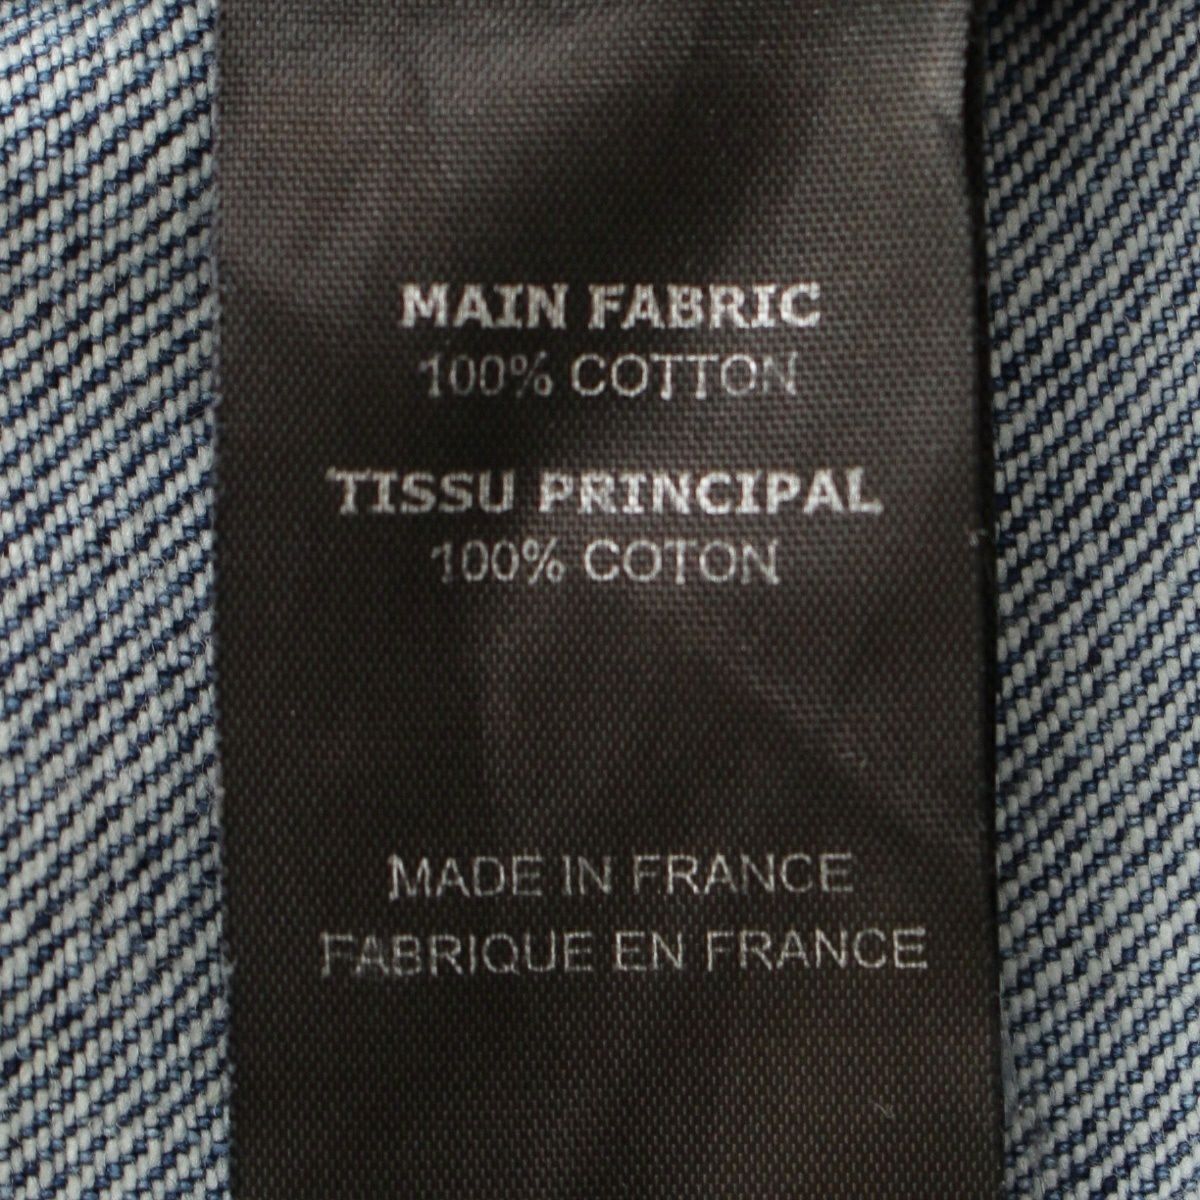 MAIN FABRIC
100% COTTON
TISSU PRINCIPAL
100% COTON
MADE IN FRANCE
FABRIQUE EN FRANCE